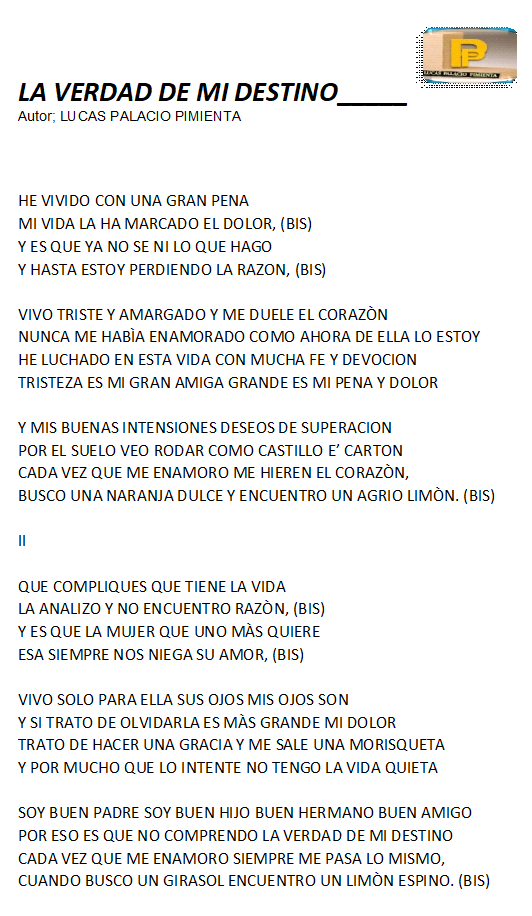 LA VERDAD DE MI DESTINO_____
LUCAS PALACIO PIMIENTA
Autor; LUCAS PALACIO PIMIENTA
HE VIVIDO CON UNA GRAN PENA
MI VIDA LA HA MARCADO EL DOLOR, (BIS)
Y ES QUE YA NO SE NI LO QUE HAGO
Y HASTA ESTOY PERDIENDO LA RAZON, (BIS)
VIVO TRISTE Y AMARGADO Y ME DUELE EL CORAZÒN
NUNCA ME HABÌA ENAMORADO COMO AHORA DE ELLA LO ESTOY
HE LUCHADO EN ESTA VIDA CON MUCHA FE Y DEVOCION
TRISTEZA ES MI GRAN AMIGA GRANDE ES MI PENA Y DOLOR
Y MIS BUENAS INTENSIONES DESEOS DE SUPERACION
POR EL SUELO VEO RODAR COMO CASTILLO E’ CARTON
CADA VEZ QUE ME ENAMORO ME HIEREN EL CORAZÒN,
BUSCO UNA NARANJA DULCE Y ENCUENTRO UN AGRIO LIMÒN. (BIS)
II
QUE COMPLIQUES QUE TIENE LA VIDA
LA ANALIZO Y NO ENCUENTRO RAZÒN, (BIS)
Y ES QUE LA MUJER QUE UNO MÀS QUIERE
ESA SIEMPRE NOS NIEGA SU AMOR, (BIS)
VIVO SOLO PARA ELLA SUS OJOS MIS OJOS SON
Y SI TRATO DE OLVIDARLA ES MÀS GRANDE MI DOLOR
TRATO DE HACER UNA GRACIA Y ME SALE UNA MORISQUETA
Y POR MUCHO QUE LO INTENTE NO TENGO LA VIDA QUIETA
SOY BUEN PADRE SOY BUEN HIJO BUEN HERMANO BUEN AMIGO
POR ESO ES QUE NO COMPRENDO LA VERDAD DE MI DESTINO
CADA VEZ QUE ME ENAMORO SIEMPRE ME PASA LO MISMO,
CUANDO BUSCO UN GIRASOL ENCUENTRO UN LIMÒN ESPINO. (BIS)